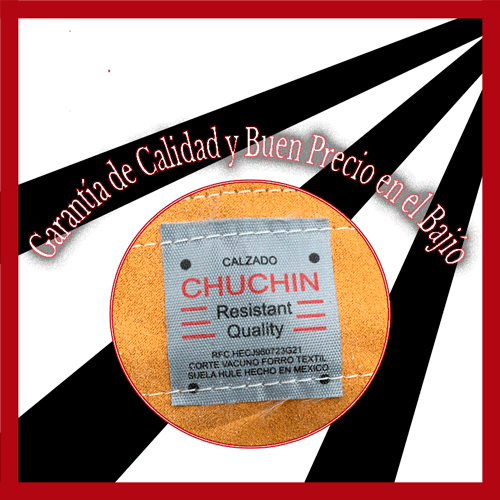 Garantía de Calidad y Buen Precio en el Bajío
CALZADO
CHUCHIN
Resistant
Quality
RFC HECJ980723G21
CORTE VACUNO FORRO TEXTIL
SUELA HULE HECHO EN MEXICO